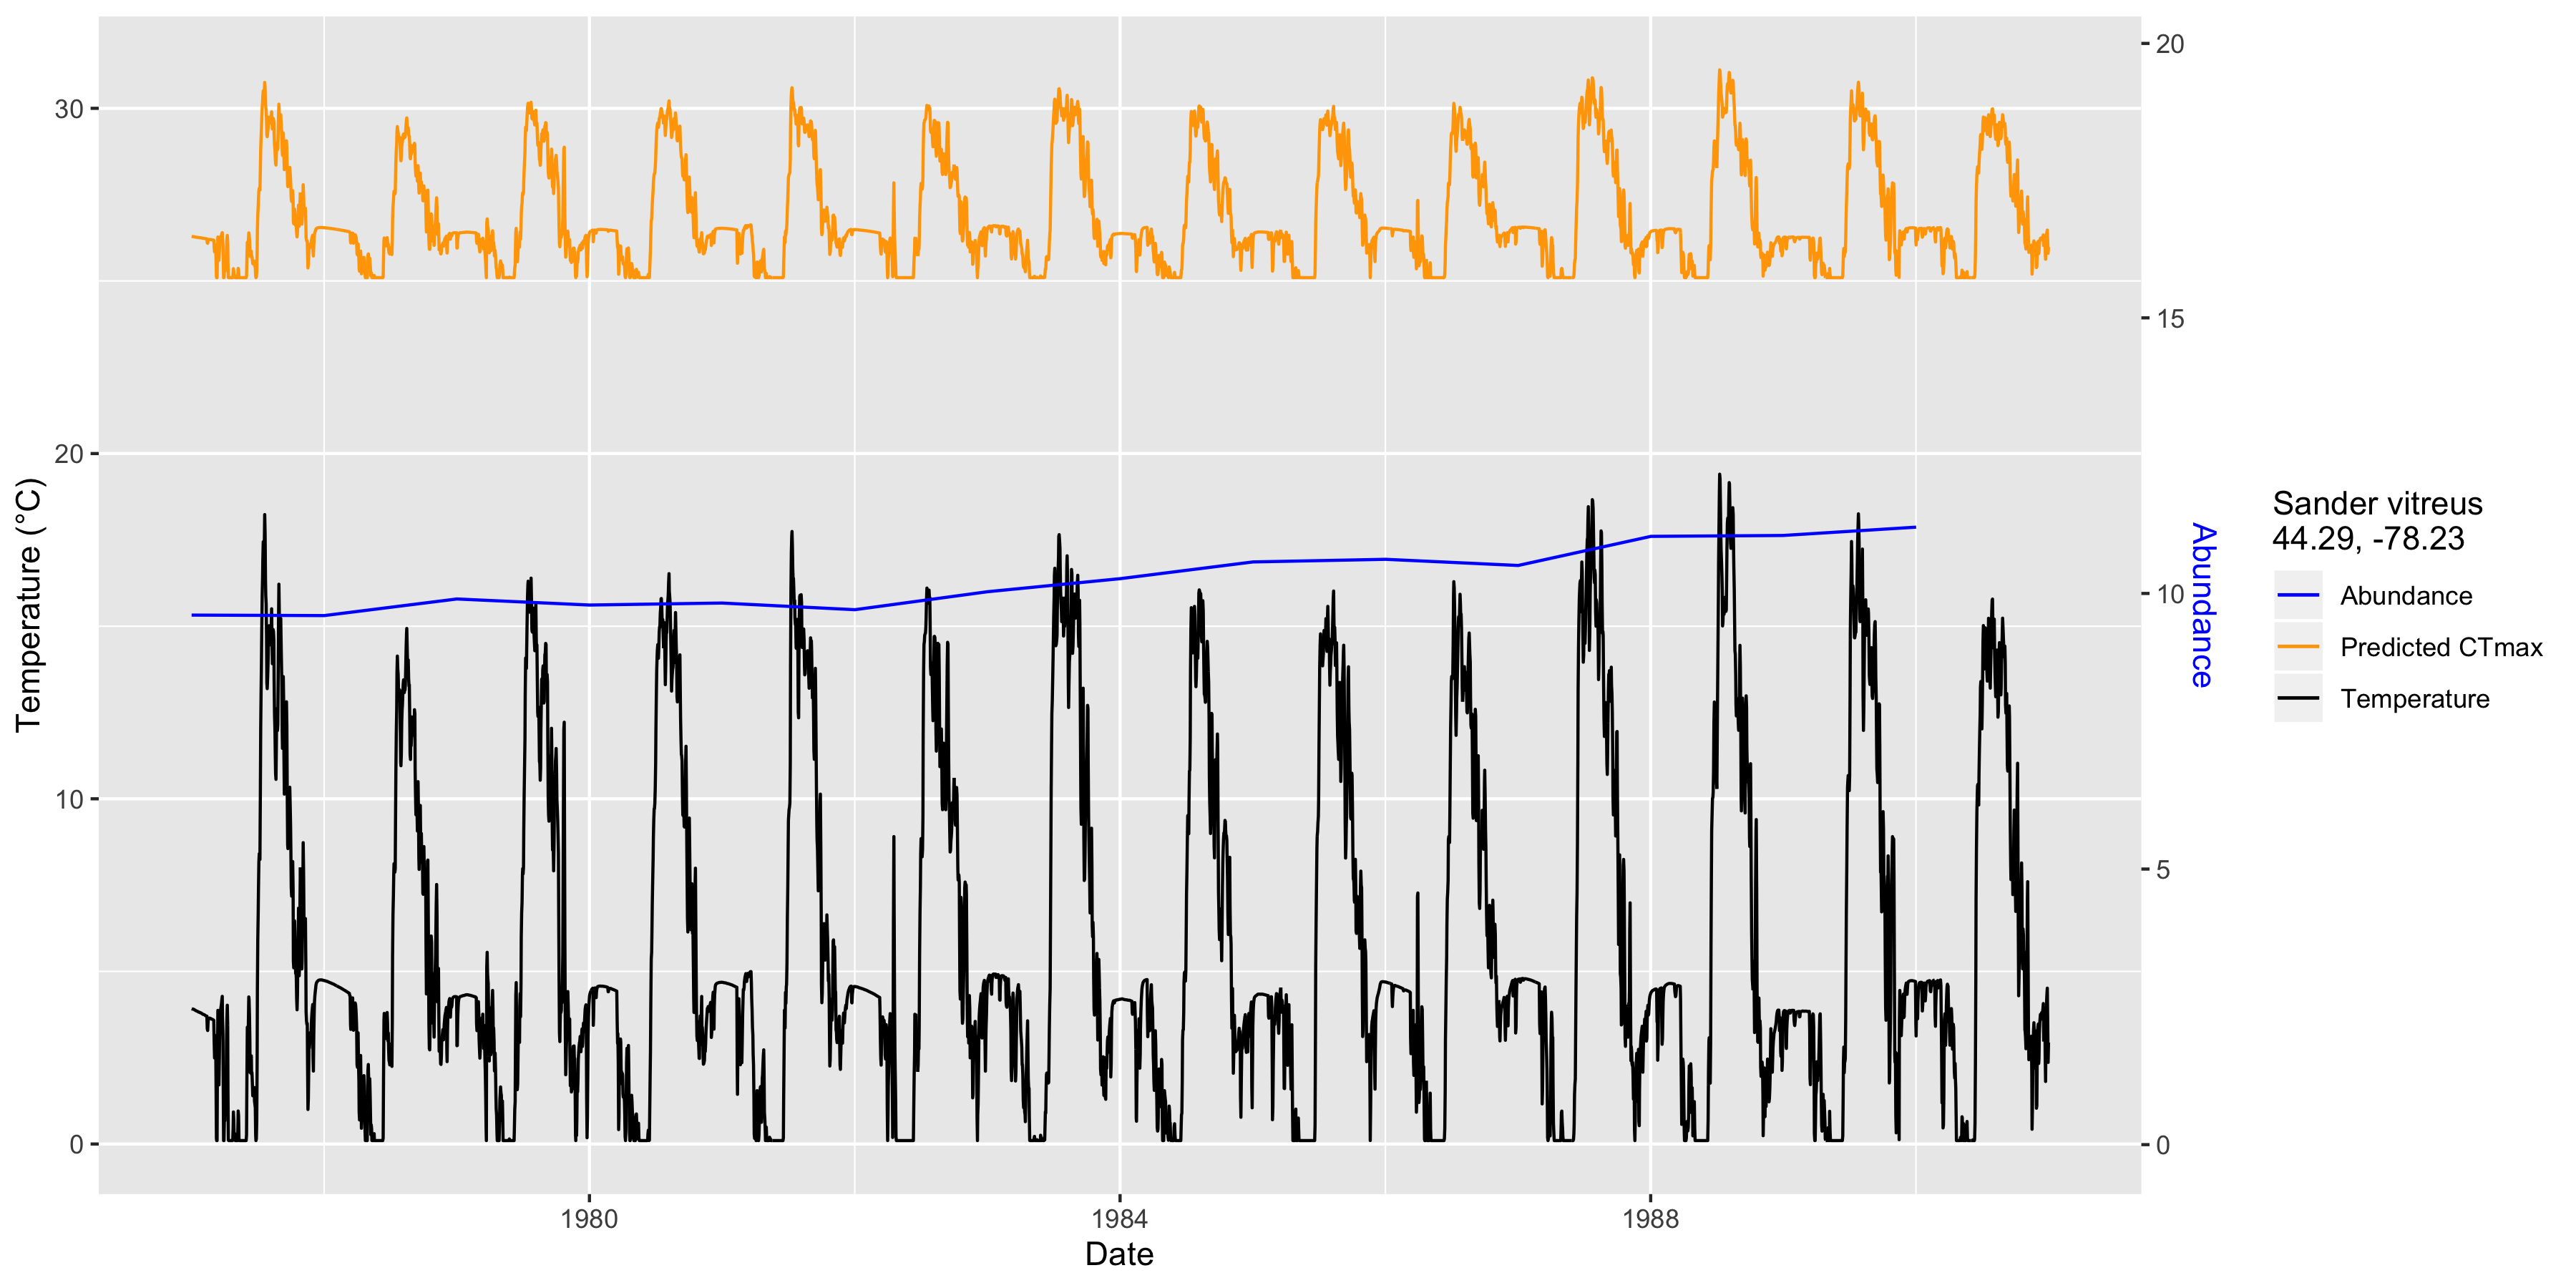 30
20
10
0
Temperature (°C)
1980
1984
1988
Date
20
15
10
5
0
Abundance
Sander vitreus
44.29, -78.23
Abundance
Predicted CTmax
Temperature